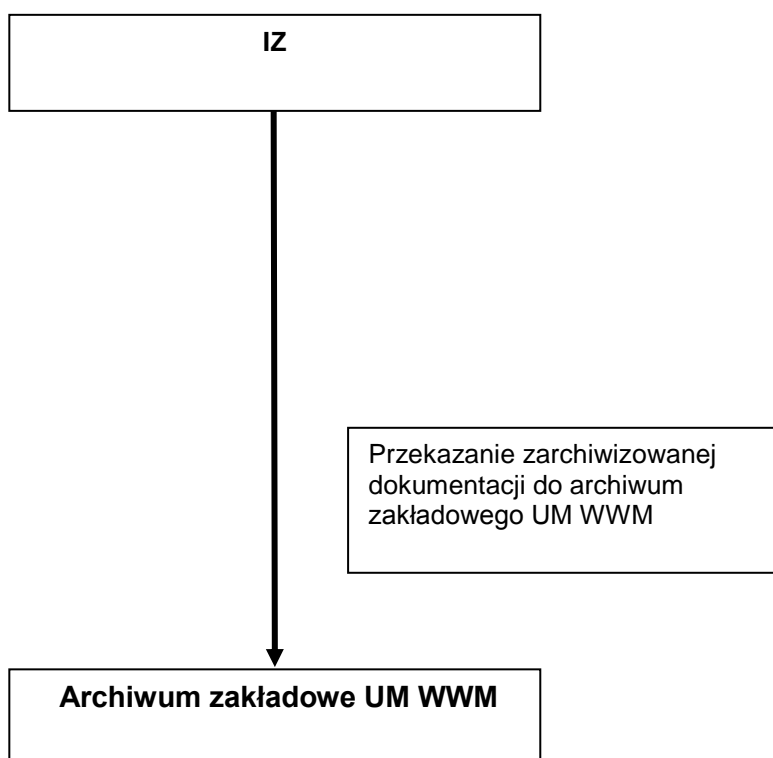 IZ
Przekazanie zarchiwizowanej
dokumentacji do archiwum
zakładowego UM WWM
Archiwum zakładowe UM WWM